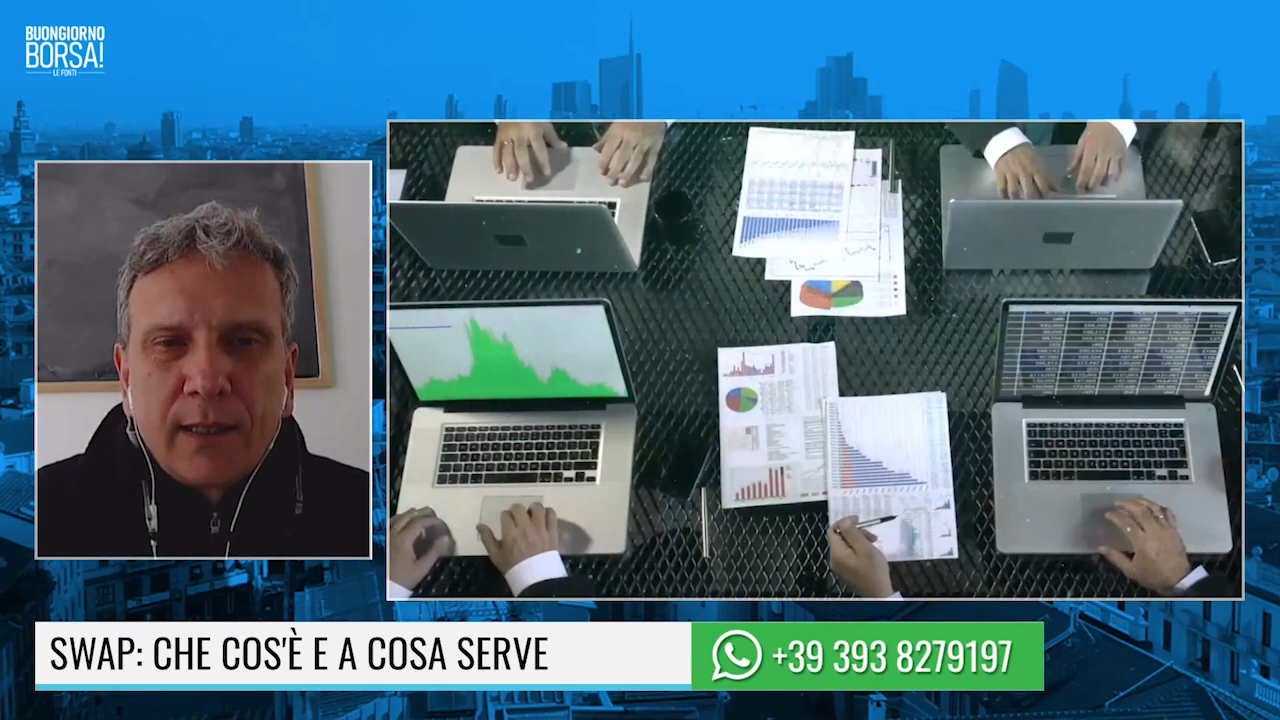 BUONGIORNO
BORSA!
LE FONTI
SWAP: CHE COS'È E A COSA SERVE
+39 393 8279197